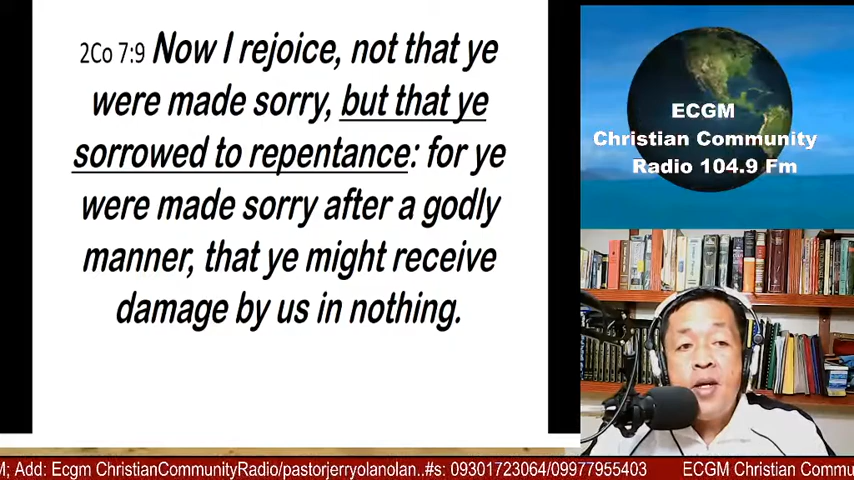 2Co 7:9 Now I rejoice, not that ye
were made sorry, but that ye
sorrowed to repentance: for ye
were made sorry after a godly
manner, that ye might receive
damage by us in nothing.
ECGM
Christian Community
Radio 104.9 Fm
M; Add: Ecgm ChristianCommunityRadio/pastorjerryolanolan..#s: 09301723064/09977955403 ECGM Christian Commu